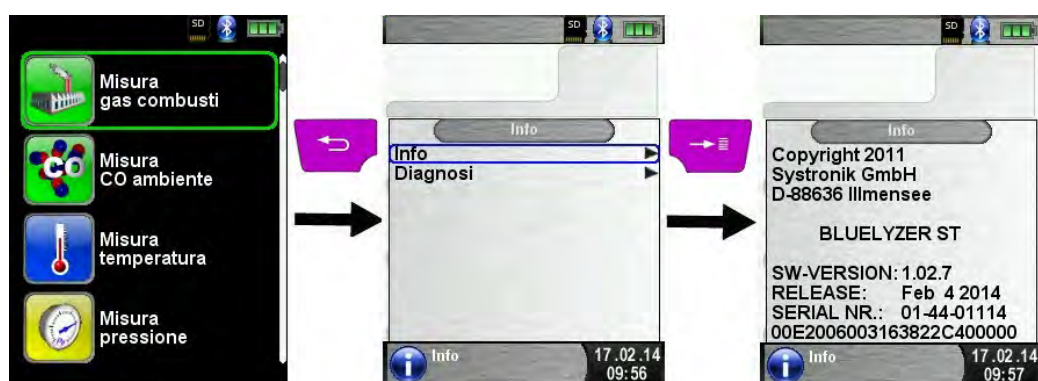 SD
Misura
gas combusti
CO
Misura
CO ambiente
Misura
temperatura
Misura
pressione
SD
Info
Info
Diagnosi
Info
17.02.14
09:56
SD
Info
Copyright 2011
Systronik GmbH
D-88636 Illmensee
BLUELYZER ST
SW-VERSION: 1.02.7
RELEASE: Feb 4 2014
SERIAL NR.: 01-44-01114
00E2006003163822C400000
Info
17.02.14
09:57